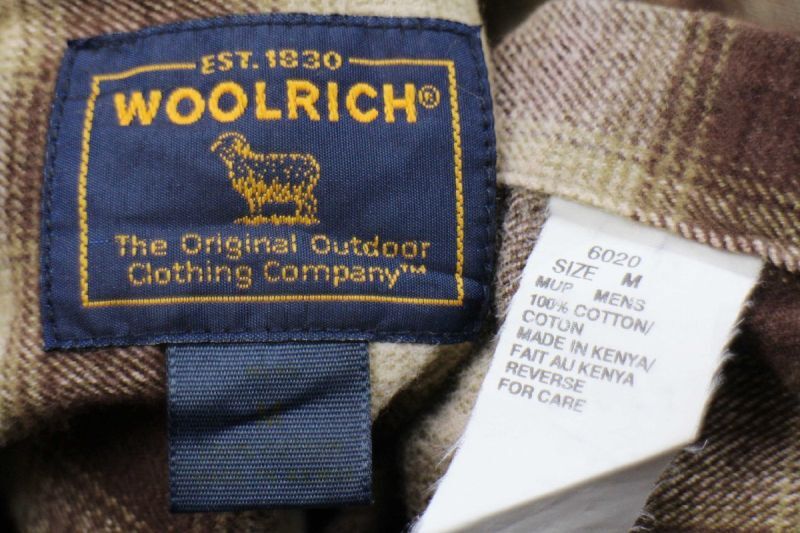 EST. 1830
WOOLRICH®
The Original Outdoor
Clothing Company™
6020
SIZE M
MUP MENS
100% COTTON/
COTON
MADE IN KENYA/
FAIT AU KENYA
REVERSE
FOR CARE